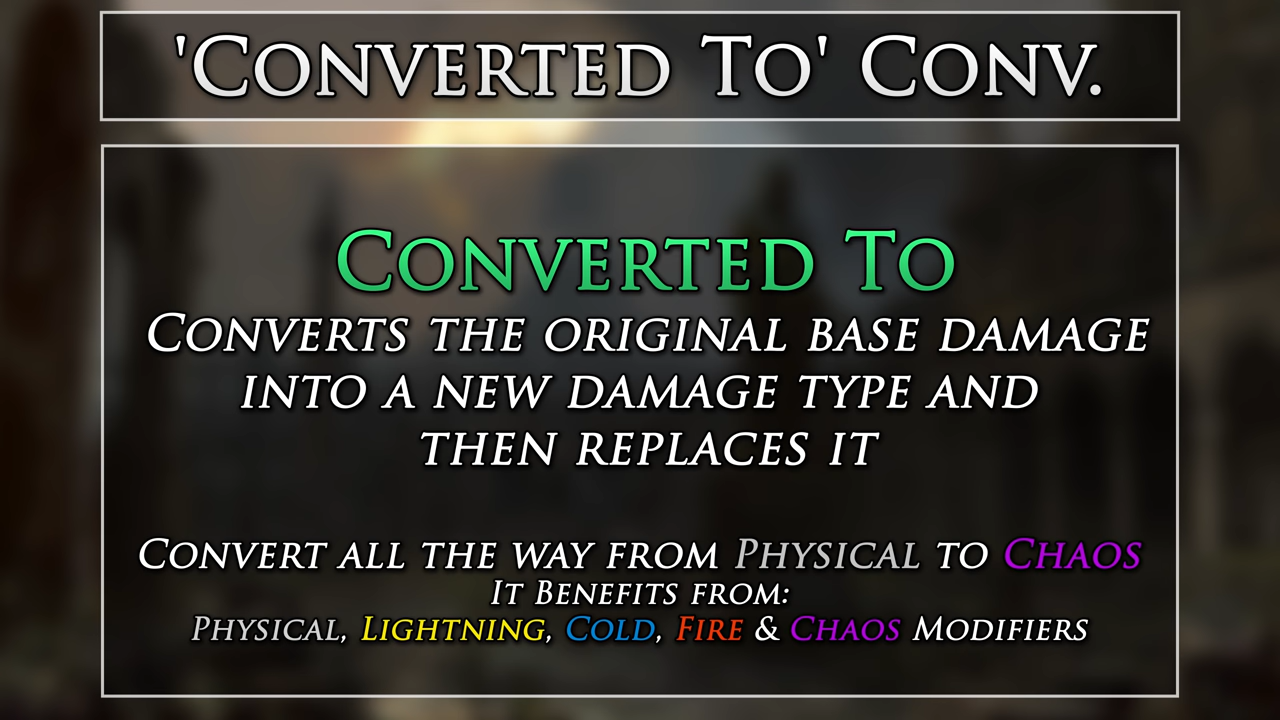 'Converted To' Conv.
Converted To
Converts the original base damage
into a new damage type and
then replaces it
Convert all the way from Physical to Chaos
It Benefits from:
Physical, Lightning, Cold, Fire & Chaos Modifiers